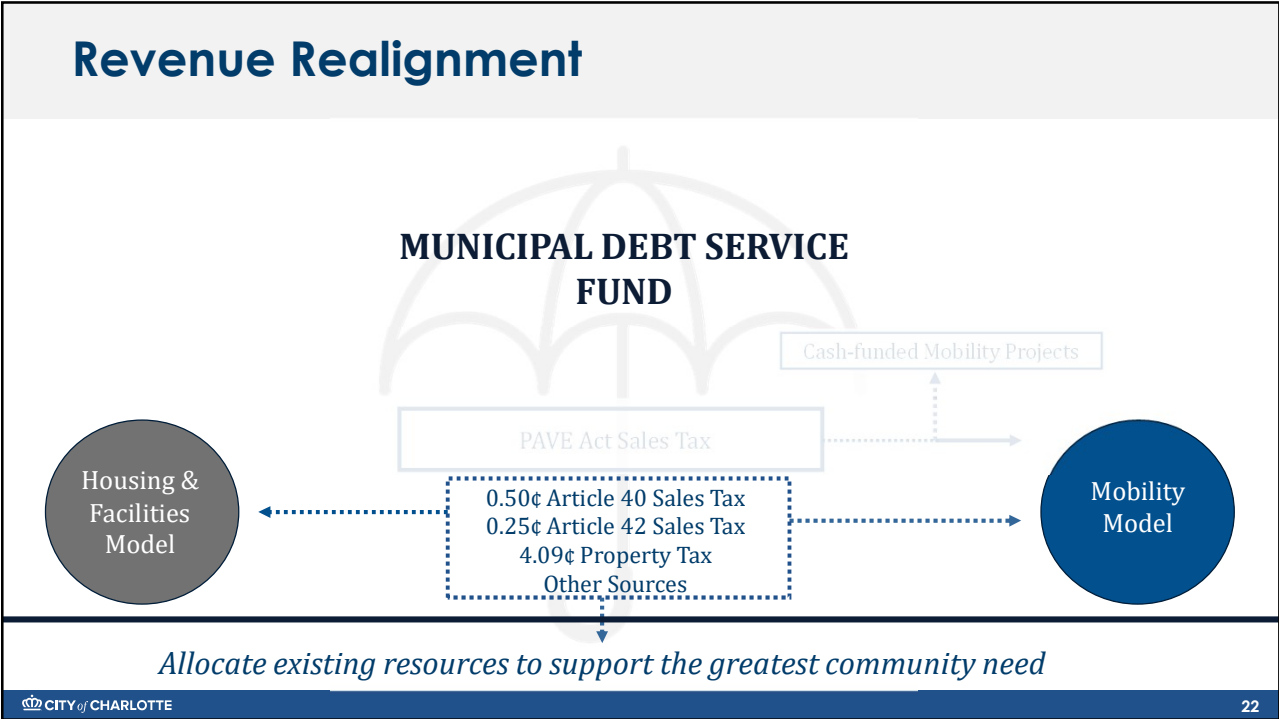 Revenue Realignment
MUNICIPAL DEBT SERVICE
FUND
Cash-funded Mobility Projects
PAVE Act Sales Tax
Housing &
Facilities
Model
0.50¢ Article 40 Sales Tax
0.25¢ Article 42 Sales Tax
4.09¢ Property Tax
Other Sources
Mobility
Model
Allocate existing resources to support the greatest community need
CITY of CHARLOTTE
22